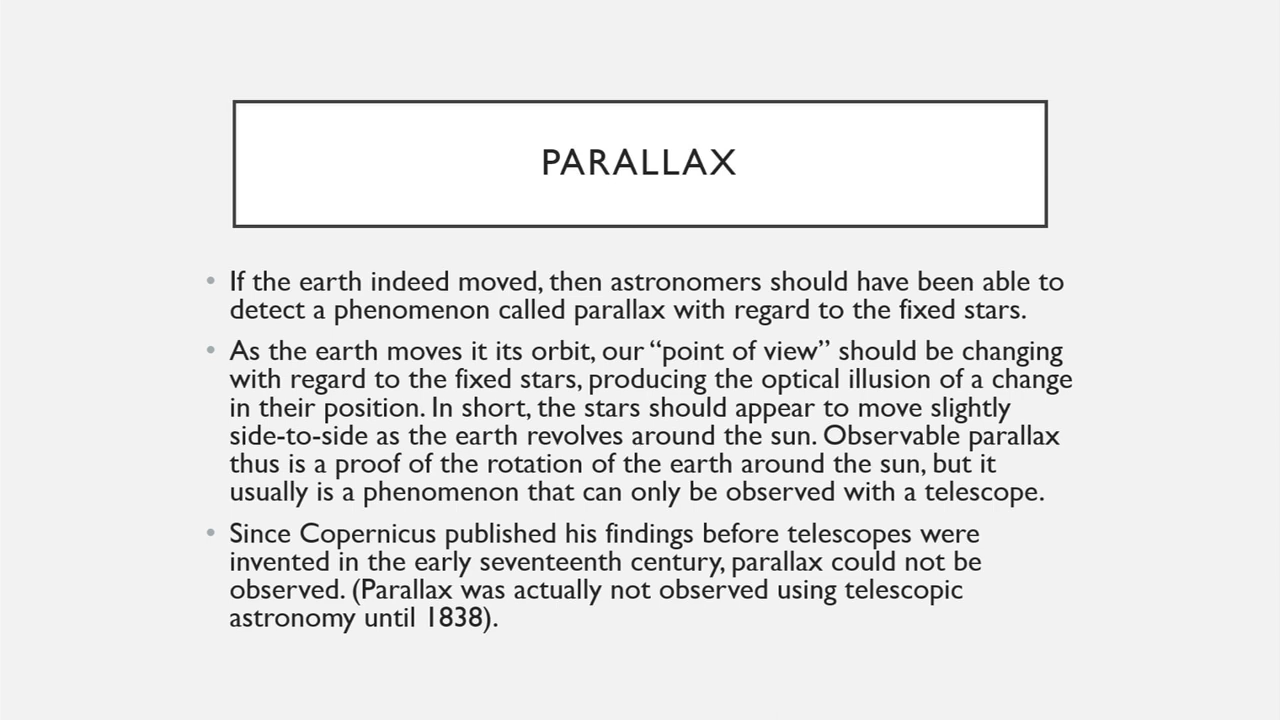 PARALLAX
• If the earth indeed moved, then astronomers should have been able to
detect a phenomenon called parallax with regard to the fixed stars.
• As the earth moves it its orbit, our “point of view” should be changing
with regard to the fixed stars, producing the optical illusion of a change
in their position. In short, the stars should appear to move slightly
side-to-side as the earth revolves around the sun. Observable parallax
thus is a proof of the rotation of the earth around the sun, but it
usually is a phenomenon that can only be observed with a telescope.
• Since Copernicus published his findings before telescopes were
invented in the early seventeenth century, parallax could not be
observed. (Parallax was actually not observed using telescopic
astronomy until 1838).